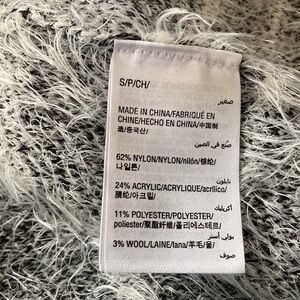 S/P/CH/
صغير
MADE IN CHINA/FABRIQUÉ EN
CHINE/HECHO EN CHINA/中国制
造/중국산/
صنع في الصين
62% NYLON/NYLON/nilón/锦纶/
나일론/
نايلون
24% ACRYLIC/ACRYLIQUE/acrílico/
腈纶/아크릴/
أكريليك
11% POLYESTER/POLYESTER/
poliester/聚酯纤维/폴리에스테르/
بولي أستر
3% WOOL/LAINE/lana/羊毛/울/
صوف